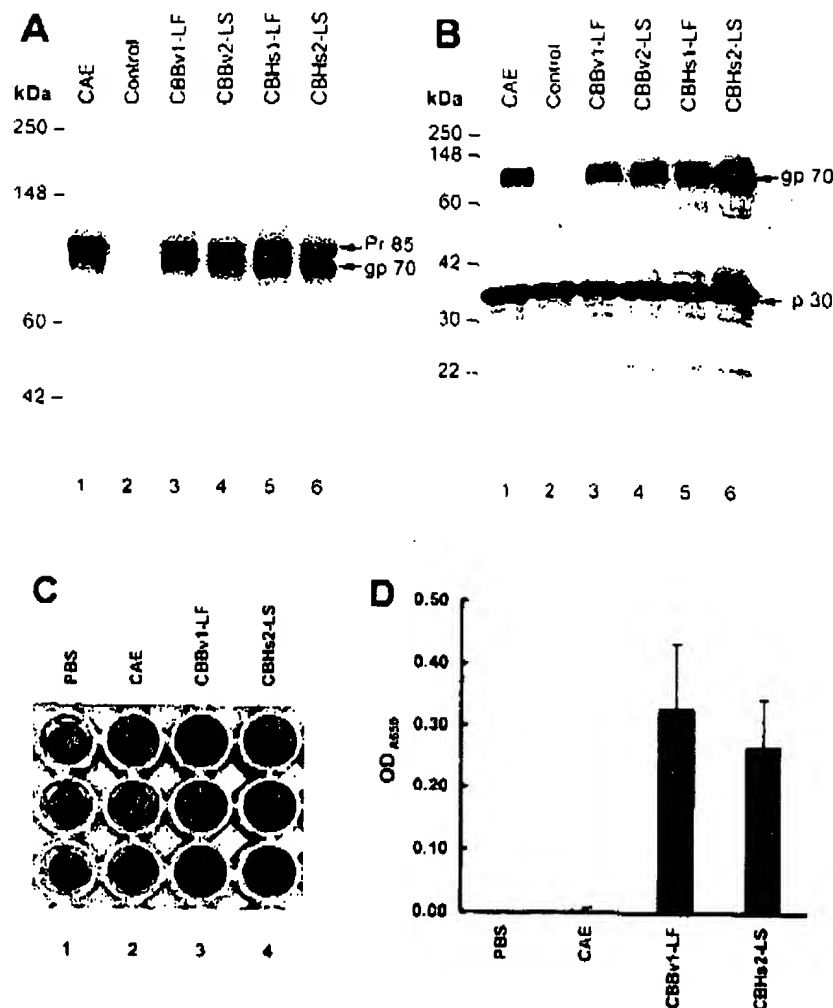 A
kDa
CAE
Control
CBBv1-LF
CBBv2-LS
CBHs1-LF
CBHs2-LS
250
148
60
42
Pr 85
gp 70
1 2 3 4 5 6
B
kDa
CAE
Control
CBBv1-LF
CBBv2-LS
CBHs1-LF
CBHs2-LS
250
148
60
42
30
22
gp 70
p 30
1 2 3 4 5 6
C
PBS
CAE
CBBv1-LF
CBHs2-LS
1 2 3 4
D
OD A650
0.50
0.40
0.30
0.20
0.10
0.00
PBS
CAE
CBBv1-LF
CBHs2-LS